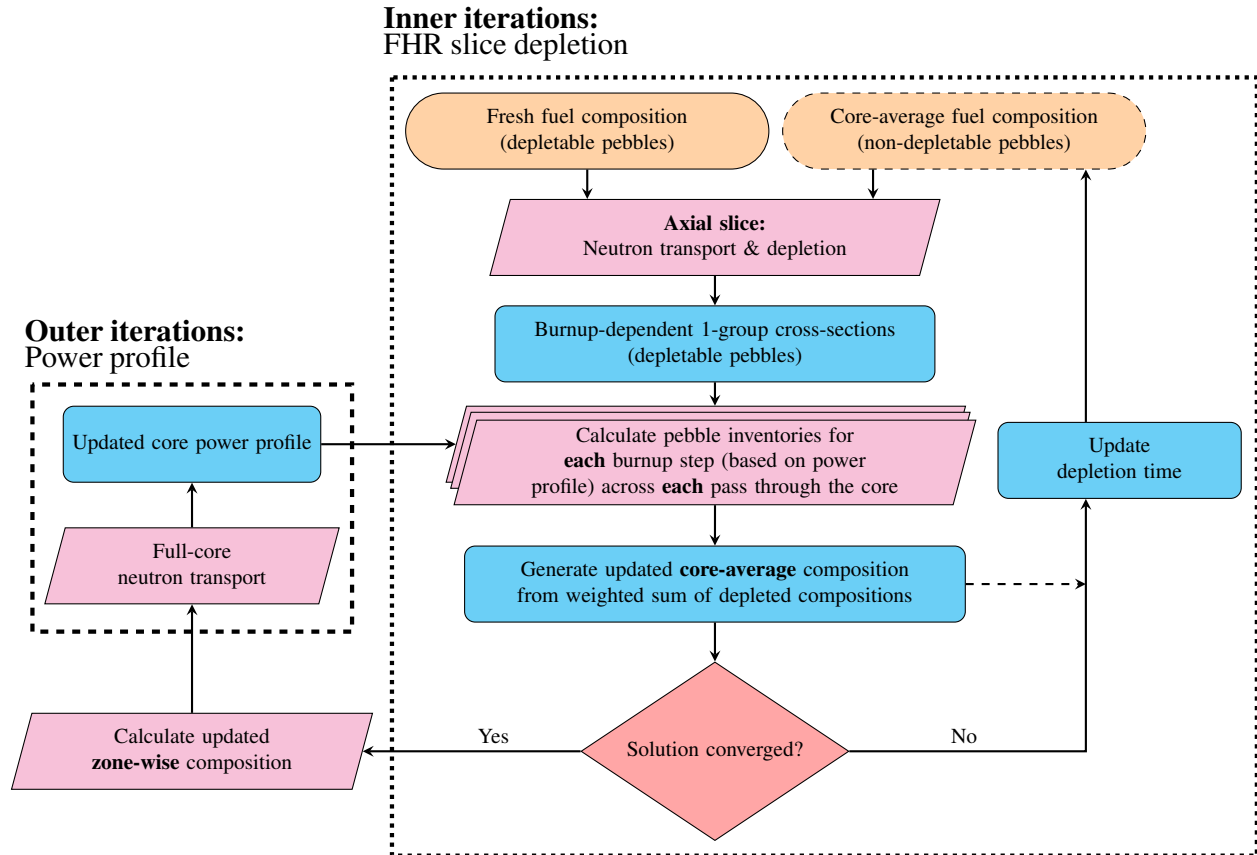 Inner iterations:
FHR slice depletion
Fresh fuel composition
(depletable pebbles)
Core-average fuel composition
(non-depletable pebbles)
Axial slice:
Neutron transport & depletion
Burnup-dependent 1-group cross-sections
(depletable pebbles)
Outer iterations:
Power profile
Updated core power profile
Calculate pebble inventories for
each burnup step (based on power
profile) across each pass through the core
Update
depletion time
Full-core
neutron transport
Generate updated core-average composition
from weighted sum of depleted compositions
Calculate updated
zone-wise composition
Yes
Solution converged?
No